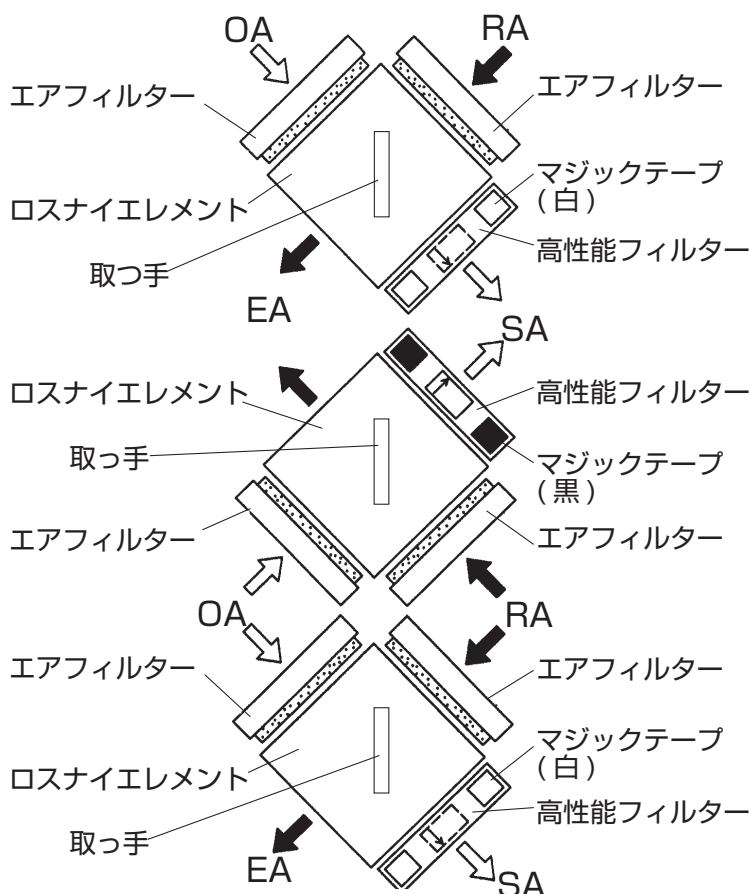 OA
RA
エアフィルター
エアフィルター
マジックテープ
(白)
ロスナイエレメント
高性能フィルター
取つ手
EA
SA
ロスナイエレメント
高性能フィルター
取っ手
マジックテープ
(黒)
エアフィルター
エアフィルター
OA
RA
エアフィルター
エアフィルター
マジックテープ
(白)
ロスナイエレメント
高性能フィルター
取っ手
EA
SA